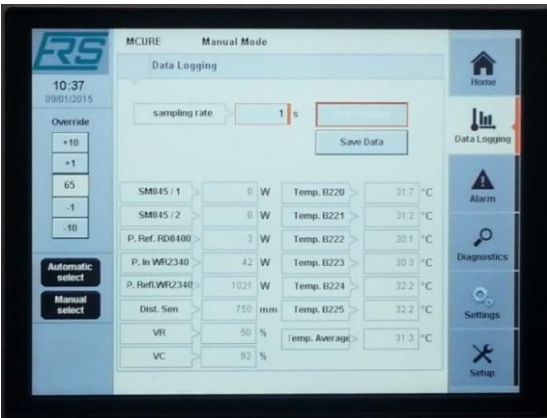 ERS
MCURE Manual Mode
Data Logging
10:37
09/01/2015
Override
+10
+1
65
-1
-10
Automatic
select
Manual
select
sampling rate 1 s
Save Data
SM845 / 1 0 W
SM845 / 2 0 W
P. Ref. RD8400 3 W
P. In WR2340 42 W
P. Refl.WR2340 1021 W
Dist. Sen 750 mm
VR 50 %
VC 92 %
Temp. B220 31.7 °C
Temp. B221 31.2 °C
Temp. B222 30.1 °C
Temp. B223 30.3 °C
Temp. B224 32.2 °C
Temp. B225 32.2 °C
Temp. Average 31.3 °C
Home
Data Logging
Alarm
Diagnostics
Settings
Setup